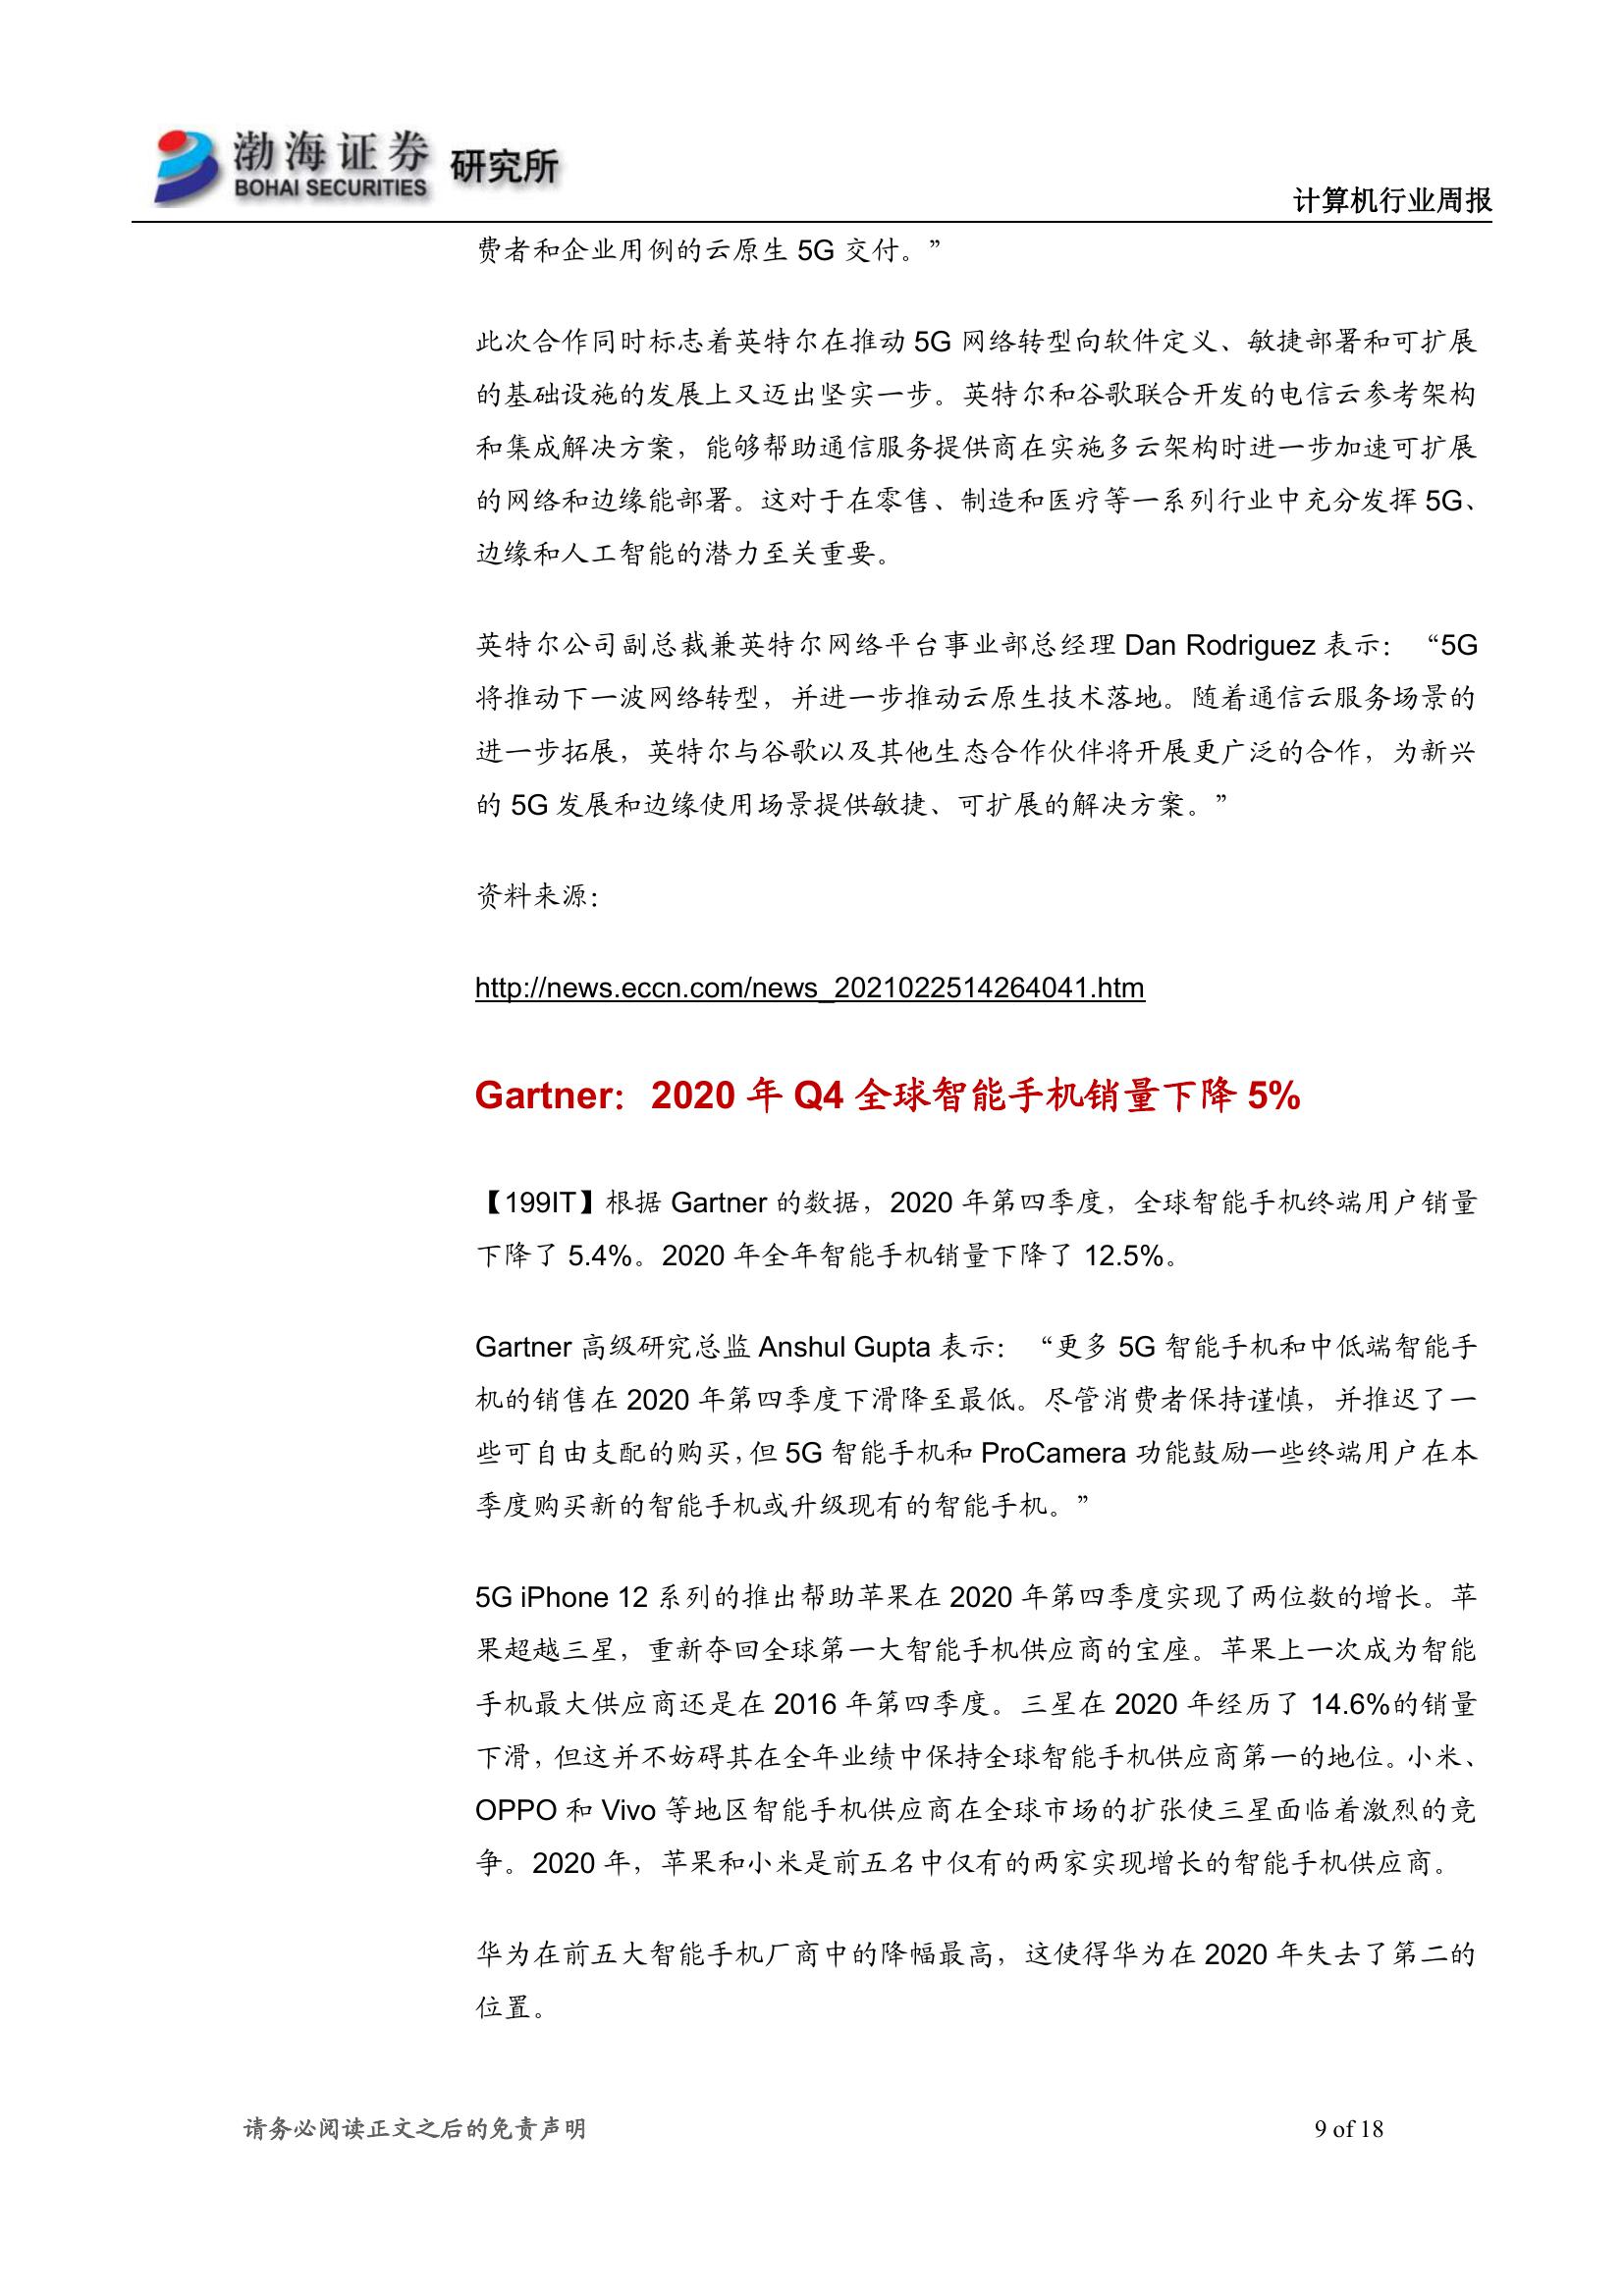 渤海证券 研究所
BOHAI SECURITIES
计算机行业周报
费者和企业用例的云原生 5G 交付。”
此次合作同时标志着英特尔在推动 5G 网络转型向软件定义、敏捷部署和可扩展
的基础设施的发展上又迈出坚实一步。英特尔和谷歌联合开发的电信云参考架构
和集成解决方案，能够帮助通信服务提供商在实施多云架构时进一步加速可扩展
的网络和边缘能部署。这对于在零售、制造和医疗等一系列行业中充分发挥 5G、
边缘和人工智能的潜力至关重要。
英特尔公司副总裁兼英特尔网络平台事业部总经理 Dan Rodriguez 表示： “5G
将推动下一波网络转型，并进一步推动云原生技术落地。随着通信云服务场景的
进一步拓展，英特尔与谷歌以及其他生态合作伙伴将开展更广泛的合作，为新兴
的 5G 发展和边缘使用场景提供敏捷、可扩展的解决方案。”
资料来源：
http://news.eccn.com/news_2021022514264041.htm
Gartner：2020 年 Q4 全球智能手机销量下降 5%
【199IT】根据 Gartner 的数据，2020 年第四季度，全球智能手机终端用户销量
下降了 5.4%。2020 年全年智能手机销量下降了 12.5%。
Gartner 高级研究总监 Anshul Gupta 表示： “更多 5G 智能手机和中低端智能手
机的销售在 2020 年第四季度下滑降至最低。尽管消费者保持谨慎，并推迟了一
些可自由支配的购买，但 5G 智能手机和 ProCamera 功能鼓励一些终端用户在本
季度购买新的智能手机或升级现有的智能手机。”
5G iPhone 12 系列的推出帮助苹果在 2020 年第四季度实现了两位数的增长。苹
果超越三星，重新夺回全球第一大智能手机供应商的宝座。苹果上一次成为智能
手机最大供应商还是在 2016 年第四季度。三星在 2020 年经历了 14.6%的销量
下滑，但这并不妨碍其在全年业绩中保持全球智能手机供应商第一的地位。小米、
OPPO 和 Vivo 等地区智能手机供应商在全球市场的扩张使三星面临着激烈的竞
争。2020 年，苹果和小米是前五名中仅有的两家实现增长的智能手机供应商。
华为在前五大智能手机厂商中的降幅最高，这使得华为在 2020 年失去了第二的
位置。
请务必阅读正文之后的免责声明
9 of 18